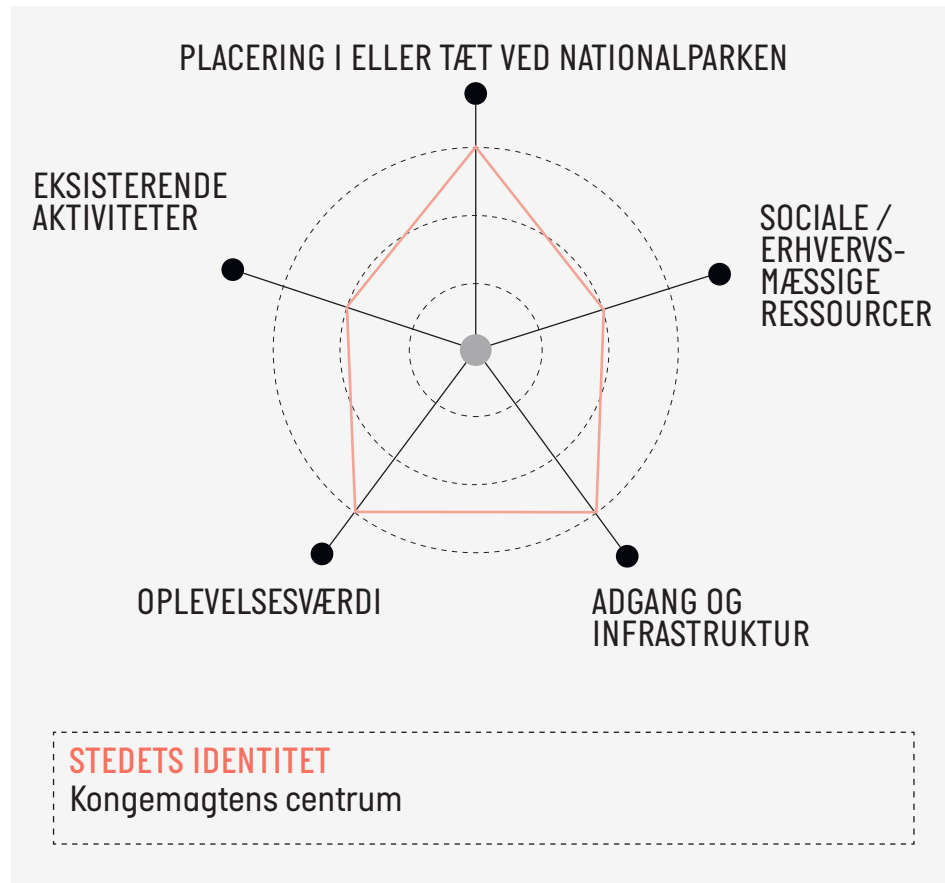 PLACERING I ELLER TÆT VED NATIONALPARKEN
EKSISTERENDE
AKTIVITETER
SOCIALE /
ERHVERVS-
MÆSSIGE
RESSOURCER
OPLEVELSESVÆRDI
ADGANG OG
INFRASTRUKTUR
STEDETS IDENTITET
Kongemagtens centrum